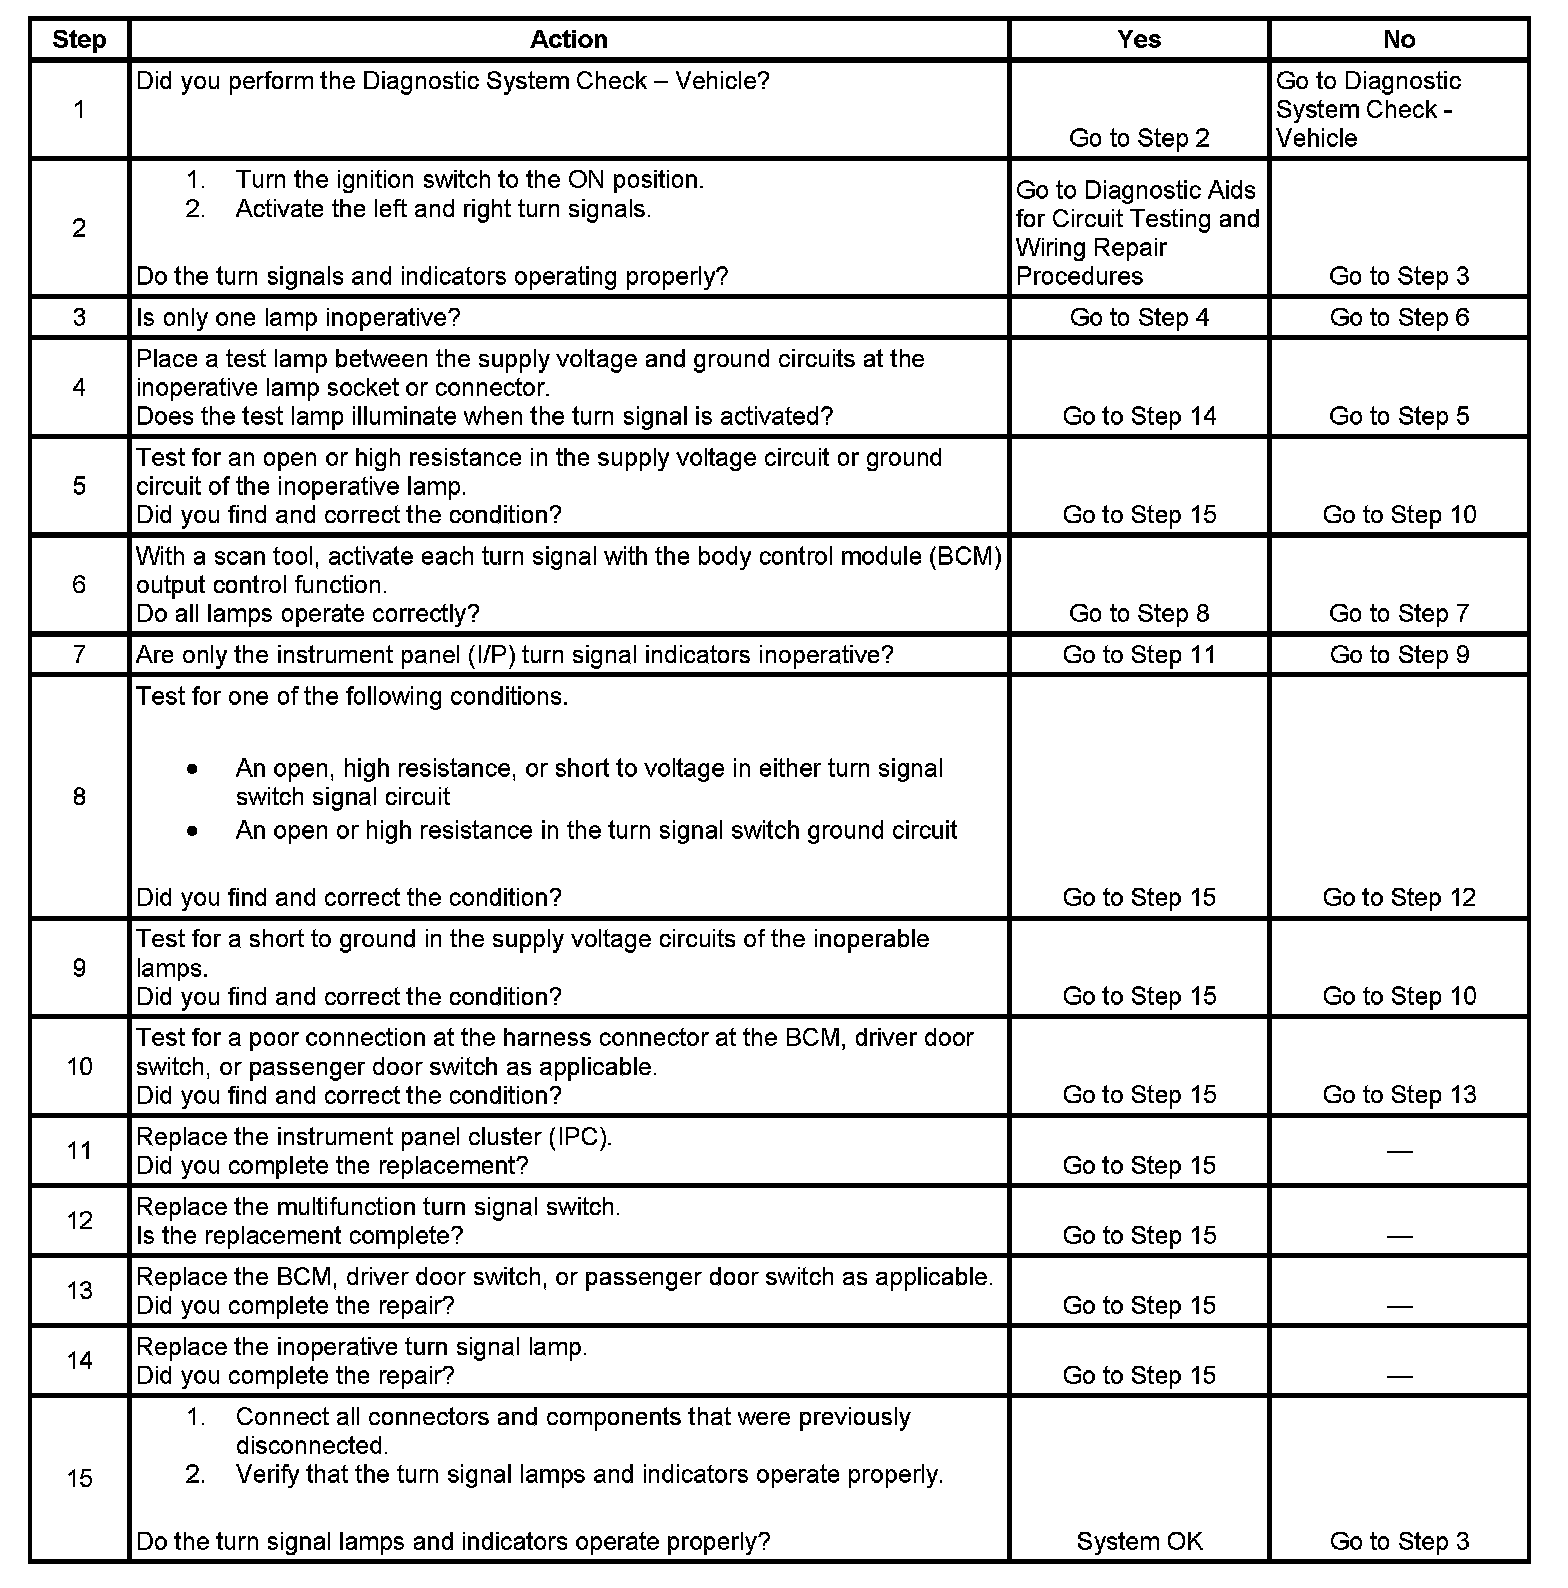 Step Action Yes No
1
Did you perform the Diagnostic System Check – Vehicle?
Go to Step 2
Go to Diagnostic
System Check -
Vehicle
2
1. Turn the ignition switch to the ON position.
2. Activate the left and right turn signals.
Do the turn signals and indicators operating properly?
Go to Diagnostic Aids
for Circuit Testing and
Wiring Repair
Procedures
Go to Step 3
3
Is only one lamp inoperative?
Go to Step 4
Go to Step 6
4
Place a test lamp between the supply voltage and ground circuits at the
inoperative lamp socket or connector.
Does the test lamp illuminate when the turn signal is activated?
Go to Step 14
Go to Step 5
5
Test for an open or high resistance in the supply voltage circuit or ground
circuit of the inoperative lamp.
Did you find and correct the condition?
Go to Step 15
Go to Step 10
6
With a scan tool, activate each turn signal with the body control module (BCM)
output control function.
Do all lamps operate correctly?
Go to Step 8
Go to Step 7
7
Are only the instrument panel (I/P) turn signal indicators inoperative?
Go to Step 11
Go to Step 9
8
Test for one of the following conditions.
• An open, high resistance, or short to voltage in either turn signal
switch signal circuit
• An open or high resistance in the turn signal switch ground circuit
Did you find and correct the condition?
Go to Step 15
Go to Step 12
9
Test for a short to ground in the supply voltage circuits of the inoperable
lamps.
Did you find and correct the condition?
Go to Step 15
Go to Step 10
10
Test for a poor connection at the harness connector at the BCM, driver door
switch, or passenger door switch as applicable.
Did you find and correct the condition?
Go to Step 15
Go to Step 13
11
Replace the instrument panel cluster (IPC).
Did you complete the replacement?
Go to Step 15
—
12
Replace the multifunction turn signal switch.
Is the replacement complete?
Go to Step 15
—
13
Replace the BCM, driver door switch, or passenger door switch as applicable.
Did you complete the repair?
Go to Step 15
—
14
Replace the inoperative turn signal lamp.
Did you complete the repair?
Go to Step 15
—
15
1. Connect all connectors and components that were previously
disconnected.
2. Verify that the turn signal lamps and indicators operate properly.
Do the turn signal lamps and indicators operate properly?
System OK
Go to Step 3